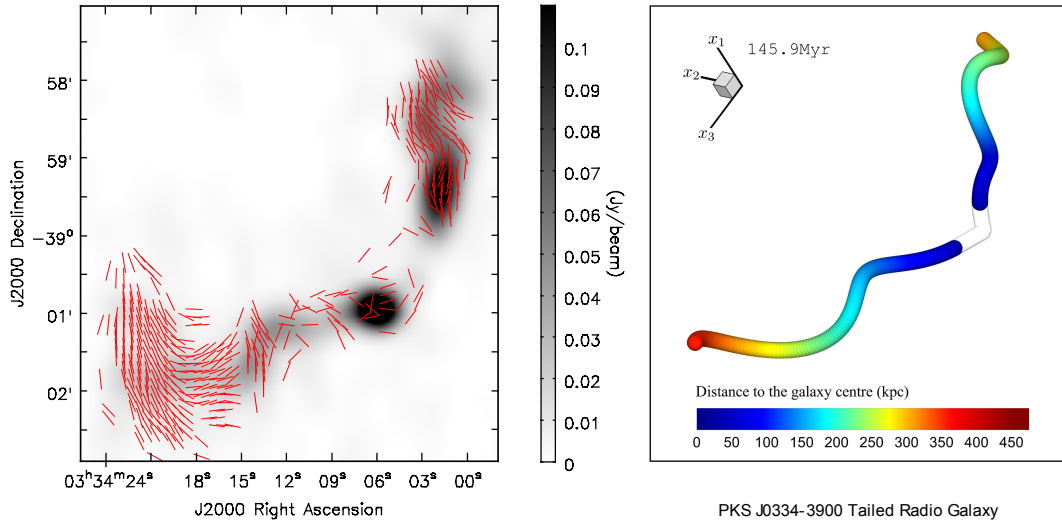 58'
59'
−39°
01'
02'
J2000 Declination
03ʰ34ᵐ24ˢ 18ˢ 15ˢ 12ˢ 09ˢ 06ˢ 03ˢ 00ˢ
J2000 Right Ascension
0.1
0.09
0.08
0.07
0.06
0.05
0.04
0.03
0.02
0.01
0
(Jy/beam)
x₁
x₂
x₃
145.9Myr
Distance to the galaxy centre (kpc)
0 50 100 150 200 250 300 350 400 450
PKS J0334-3900 Tailed Radio Galaxy